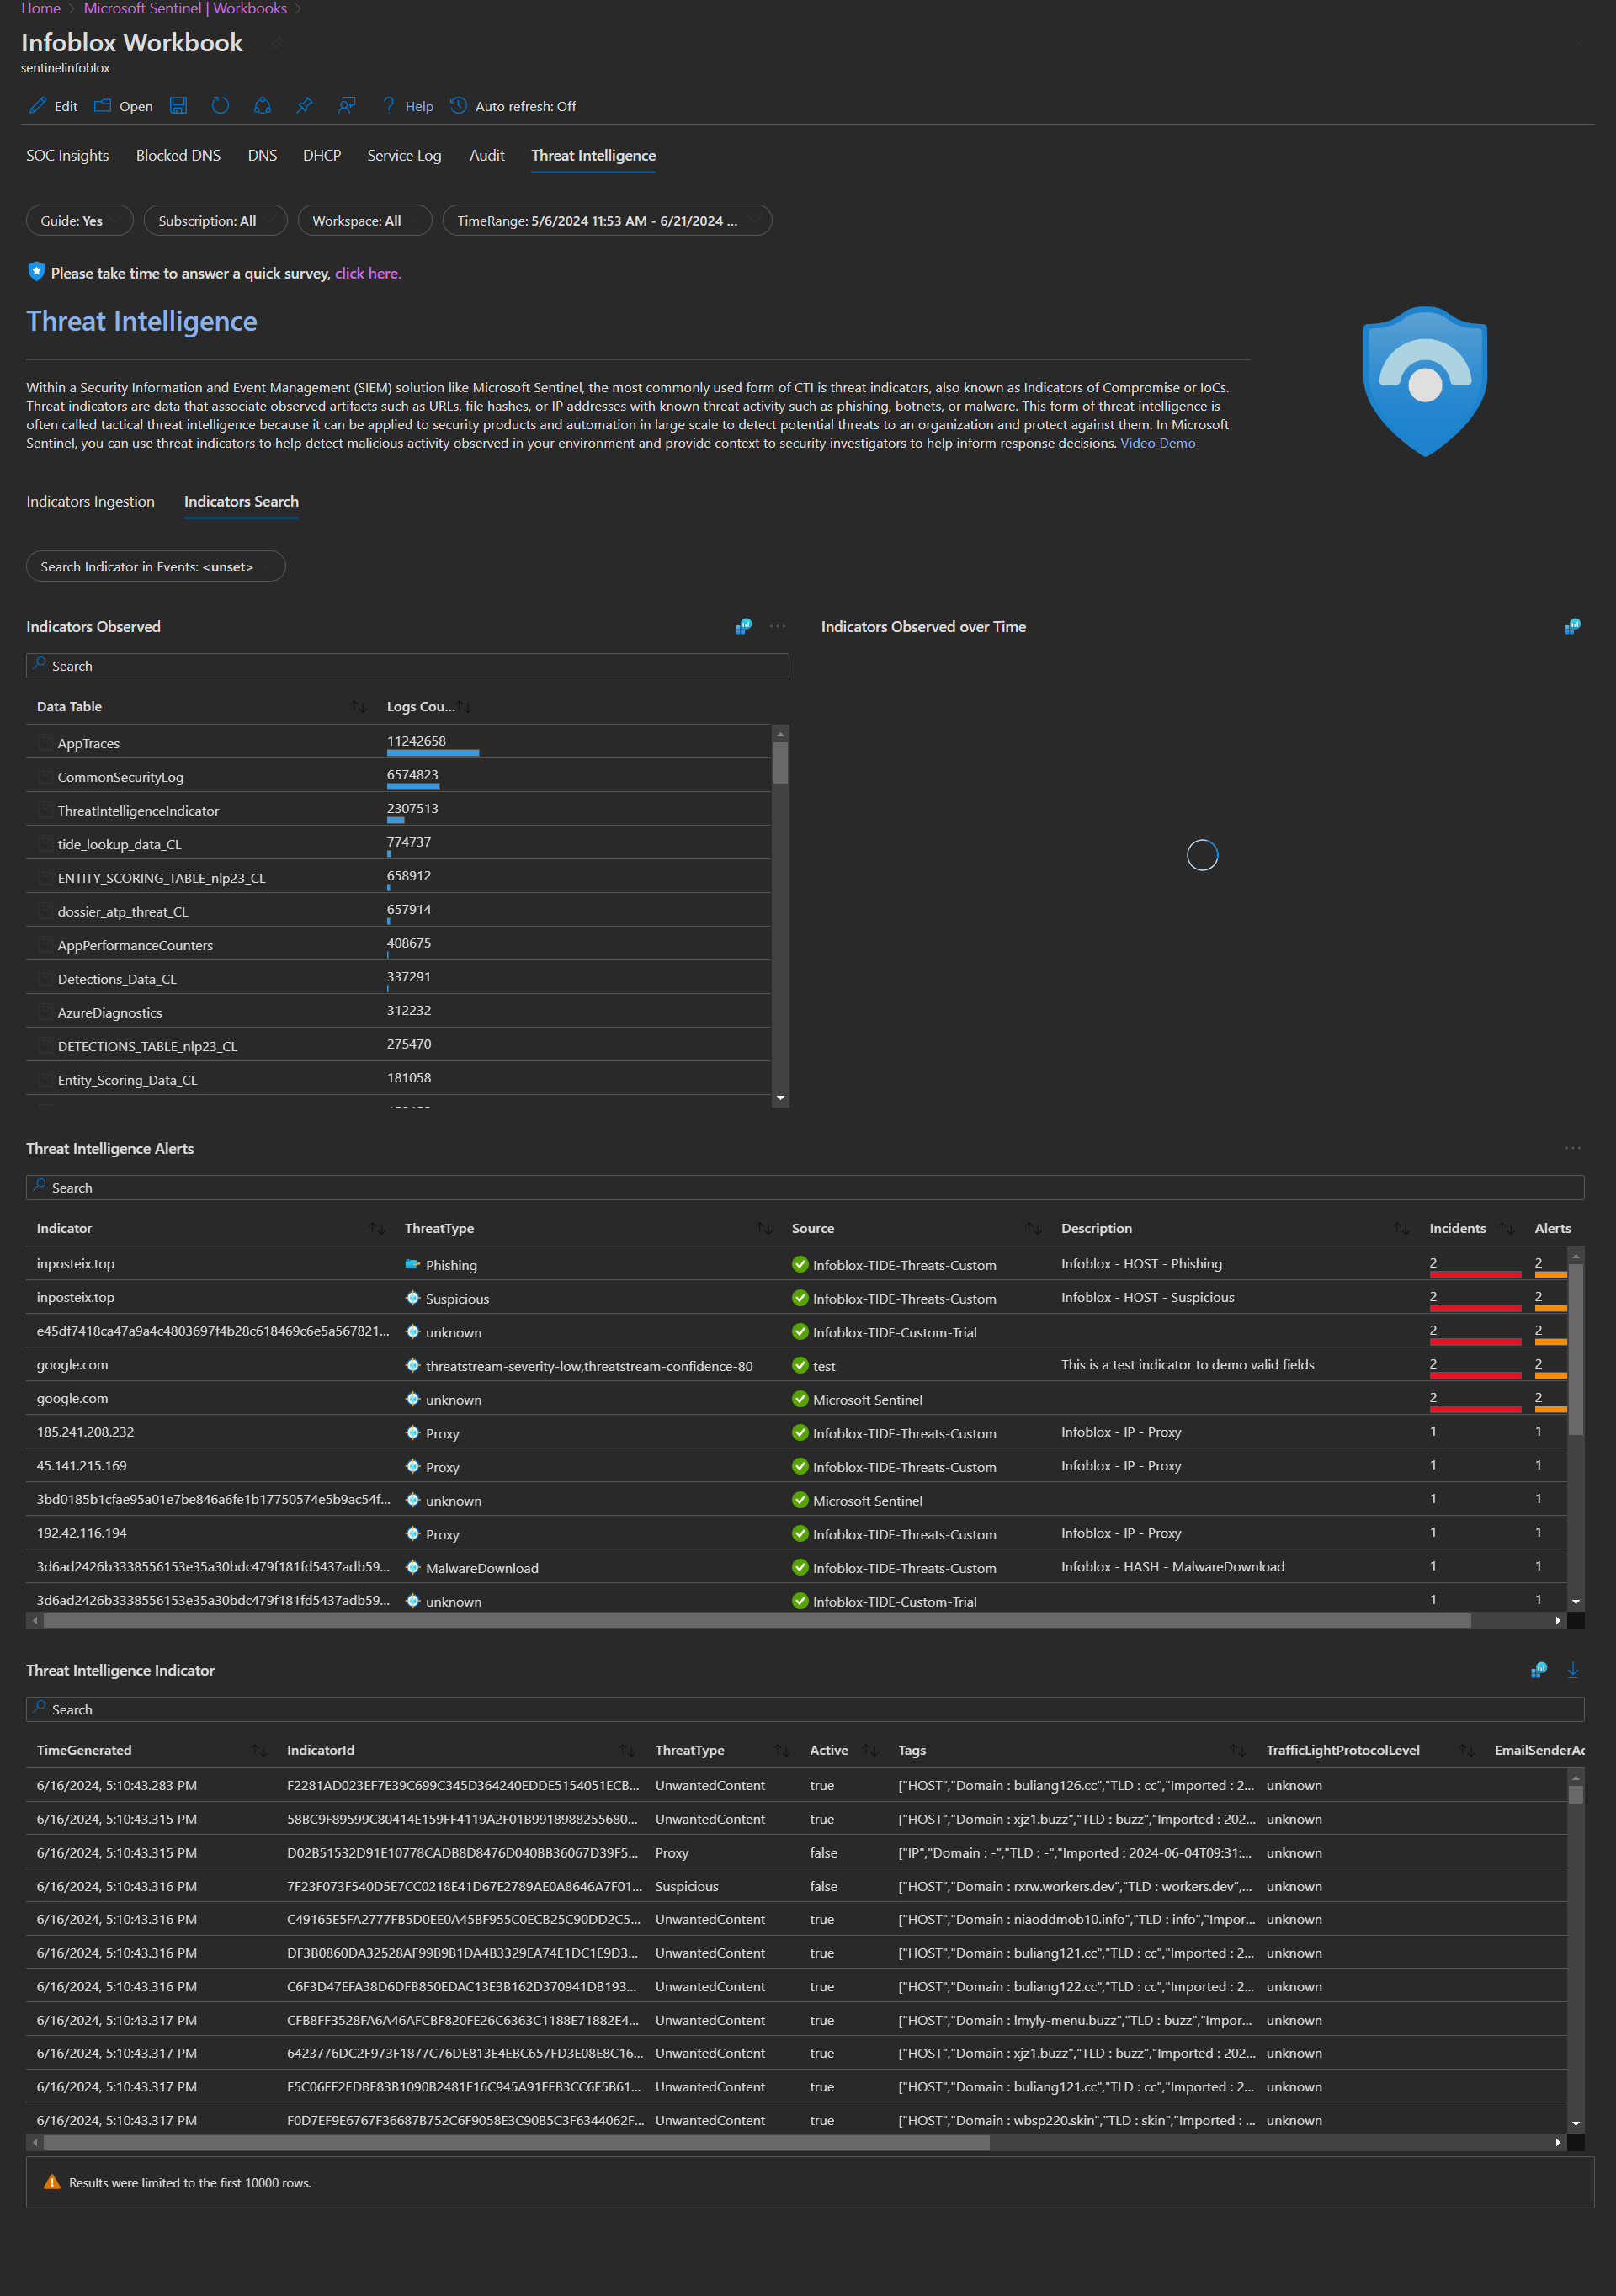 Home > Microsoft Sentinel | Workbooks >
Infoblox Workbook
sentinelinfoblox
Edit Open Help Auto refresh: Off
SOC Insights Blocked DNS DNS DHCP Service Log Audit Threat Intelligence
Guide: Yes Subscription: All Workspace: All TimeRange: 5/6/2024 11:53 AM - 6/21/2024 ...
Please take time to answer a quick survey, click here.
Threat Intelligence
Within a Security Information and Event Management (SIEM) solution like Microsoft Sentinel, the most commonly used form of CTI is threat indicators, also known as Indicators of Compromise or IoCs.
Threat indicators are data that associate observed artifacts such as URLs, file hashes, or IP addresses with known threat activity such as phishing, botnets, or malware. This form of threat intelligence is
often called tactical threat intelligence because it can be applied to security products and automation in large scale to detect potential threats to an organization and protect against them. In Microsoft
Sentinel, you can use threat indicators to help detect malicious activity observed in your environment and provide context to security investigators to help inform response decisions. Video Demo
Indicators Ingestion Indicators Search
Search Indicator in Events: <unset>
Indicators Observed
Search
Data Table Logs Cou...
AppTraces 11242658
CommonSecurityLog 6574823
ThreatIntelligenceIndicator 2307513
tide_lookup_data_CL 774737
ENTITY_SCORING_TABLE_nlp23_CL 658912
dossier_atp_threat_CL 657914
AppPerformanceCounters 408675
Detections_Data_CL 337291
AzureDiagnostics 312232
DETECTIONS_TABLE_nlp23_CL 275470
Entity_Scoring_Data_CL 181058
Indicators Observed over Time
Threat Intelligence Alerts
Search
Indicator ThreatType Source Description Incidents Alerts
inposteix.top Phishing Infoblox-TIDE-Threats-Custom Infoblox - HOST - Phishing 2 2
inposteix.top Suspicious Infoblox-TIDE-Threats-Custom Infoblox - HOST - Suspicious 2 2
e45df7418ca47a9a4c4803697f4b28c618469c6e5a567821... unknown Infoblox-TIDE-Custom-Trial 2 2
google.com threatstream-severity-low,threatstream-confidence-80 test This is a test indicator to demo valid fields 2 2
google.com unknown Microsoft Sentinel 2 2
185.241.208.232 Proxy Infoblox-TIDE-Threats-Custom Infoblox - IP - Proxy 1 1
45.141.215.169 Proxy Infoblox-TIDE-Threats-Custom Infoblox - IP - Proxy 1 1
3bd0185b1cfae95a01e7be846a6fe1b17750574e5b9ac54f... unknown Microsoft Sentinel 1 1
192.42.116.194 Proxy Infoblox-TIDE-Threats-Custom Infoblox - IP - Proxy 1 1
3d6ad2426b3338556153e35a30bdc479f181fd5437adb59... MalwareDownload Infoblox-TIDE-Threats-Custom Infoblox - HASH - MalwareDownload 1 1
3d6ad2426b3338556153e35a30bdc479f181fd5437adb59... unknown Infoblox-TIDE-Custom-Trial 1 1
Threat Intelligence Indicator
Search
TimeGenerated IndicatorId ThreatType Active Tags TrafficLightProtocolLevel EmailSenderAc
6/16/2024, 5:10:43.283 PM F2281AD023EF7E39C699C345D364240EDDE5154051ECB... UnwantedContent true ["HOST","Domain : buliang126.cc","TLD : cc","Imported : 2... unknown
6/16/2024, 5:10:43.315 PM 58BC9F89599C80414E159FF4119A2F01B9918988255680... UnwantedContent true ["HOST","Domain : xjz1.buzz","TLD : buzz","Imported : 202... unknown
6/16/2024, 5:10:43.315 PM D02B51532D91E10778CADB8D8476D040BB36067D39F5... Proxy false ["IP","Domain : -","TLD : -","Imported : 2024-06-04T09:31:... unknown
6/16/2024, 5:10:43.316 PM 7F23F073F540D5E7CC0218E41D67E2789AE0A8646A7F01... Suspicious false ["HOST","Domain : rxrw.workers.dev","TLD : workers.dev",... unknown
6/16/2024, 5:10:43.316 PM C49165E5FA2777FB5D0EE0A45BF955C0ECB25C90DD2C5... UnwantedContent true ["HOST","Domain : niaoddmob10.info","TLD : info","Impor... unknown
6/16/2024, 5:10:43.316 PM DF3B0860DA32528AF99B9B1DA4B3329EA74E1DC1E9D3... UnwantedContent true ["HOST","Domain : buliang121.cc","TLD : cc","Imported : 2... unknown
6/16/2024, 5:10:43.316 PM C6F3D47EFA38D6DFB850EDAC13E3B162D370941DB193... UnwantedContent true ["HOST","Domain : buliang122.cc","TLD : cc","Imported : 2... unknown
6/16/2024, 5:10:43.317 PM CFB8FF3528FA6A46AFCBF820FE26C6363C1188E71882E4... UnwantedContent true ["HOST","Domain : lmyly-menu.buzz","TLD : buzz","Impor... unknown
6/16/2024, 5:10:43.317 PM 6423776DC2F973F1877C76DE813E4EBC657FD3E08E8C16... UnwantedContent true ["HOST","Domain : xjz1.buzz","TLD : buzz","Imported : 202... unknown
6/16/2024, 5:10:43.317 PM F5C06FE2EDBE83B1090B2481F16C945A91FEB3CC6F5B61... UnwantedContent true ["HOST","Domain : buliang121.cc","TLD : cc","Imported : 2... unknown
6/16/2024, 5:10:43.317 PM F0D7EF9E6767F36687B752C6F9058E3C90B5C3F6344062F... UnwantedContent true ["HOST","Domain : wbsp220.skin","TLD : skin","Imported : ... unknown
Results were limited to the first 10000 rows.